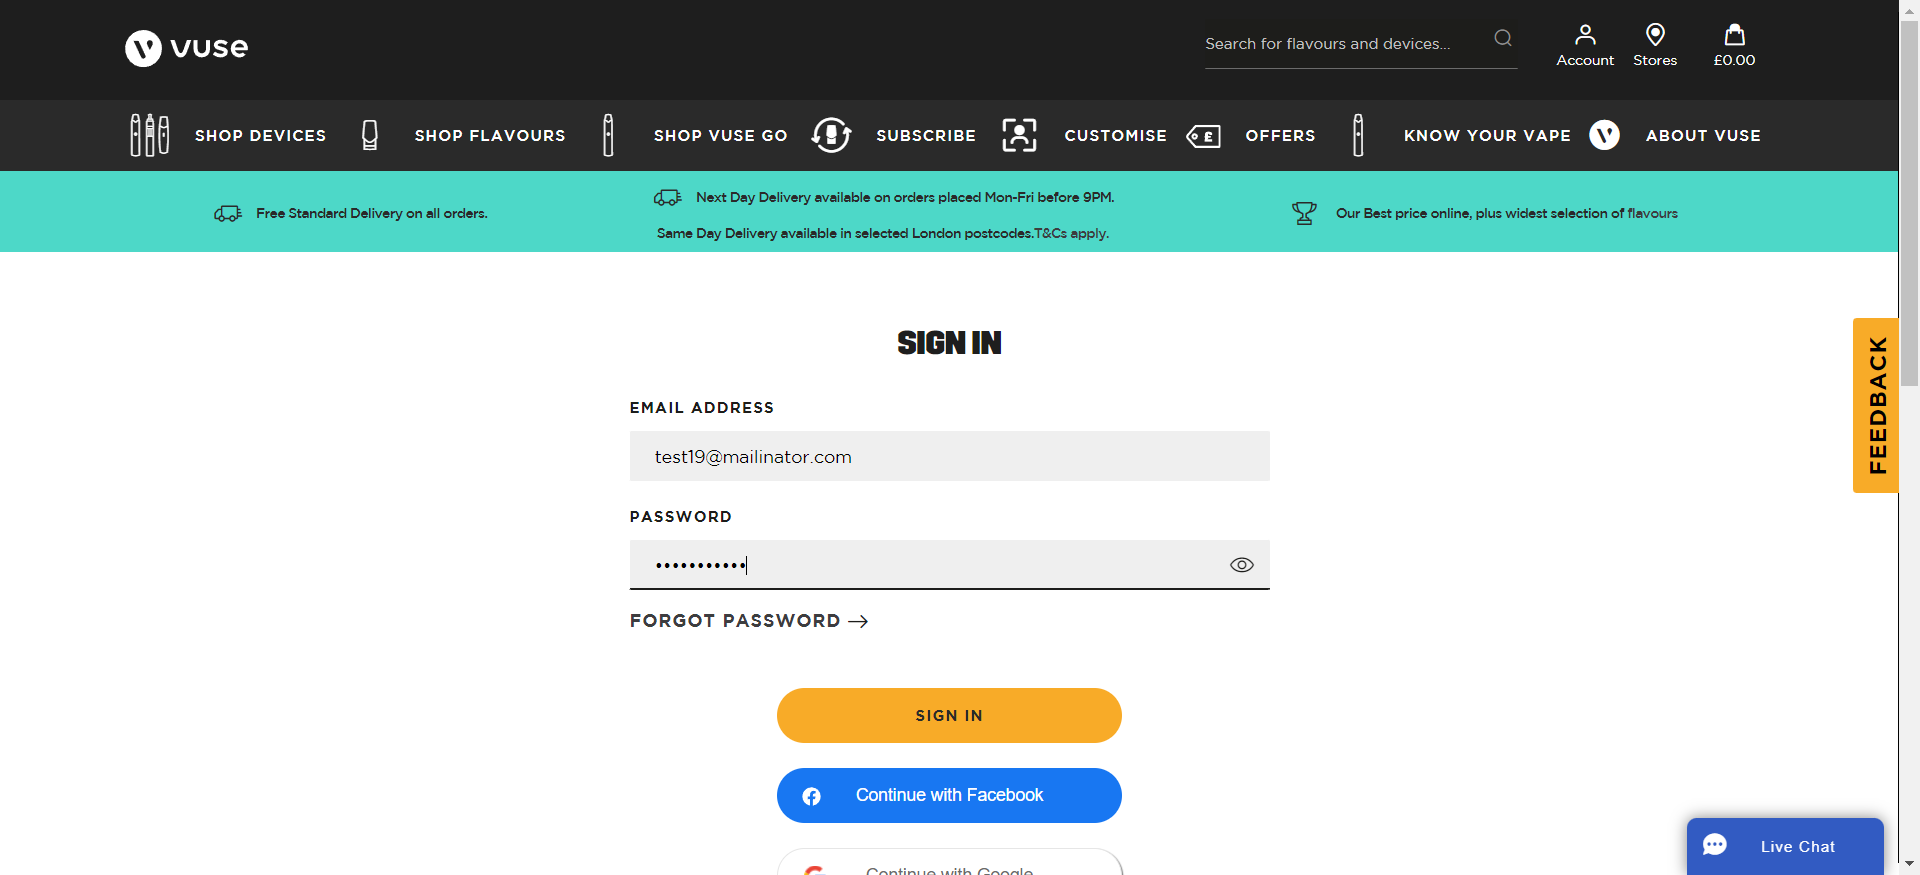 vuse
Search for flavours and devices...
Account
Stores
£0.00
SHOP DEVICES
SHOP FLAVOURS
SHOP VUSE GO
SUBSCRIBE
CUSTOMISE
£
OFFERS
KNOW YOUR VAPE
ABOUT VUSE
Free Standard Delivery on all orders.
Next Day Delivery available on orders placed Mon-Fri before 9PM.
Same Day Delivery available in selected London postcodes.T&Cs apply.
Our Best price online, plus widest selection of flavours
FEEDBACK
SIGN IN
EMAIL ADDRESS
test19@mailinator.com
PASSWORD
•••••••••••
FORGOT PASSWORD →
SIGN IN
Continue with Facebook
Continue with Google
Live Chat